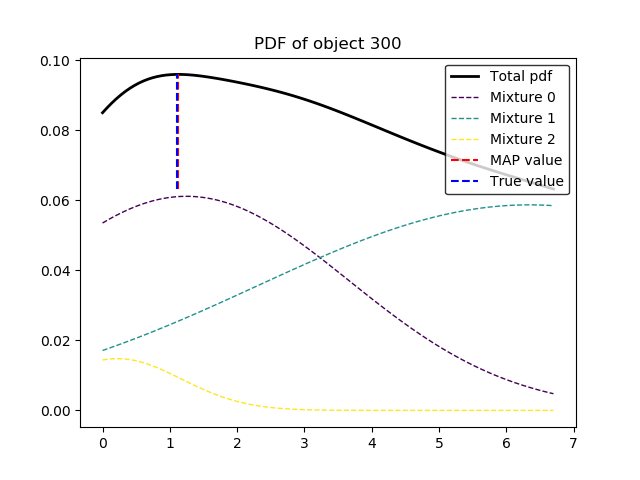 PDF of object 300
0.10
0.08
0.06
0.04
0.02
0.00
0 1 2 3 4 5 6 7
Total pdf
Mixture 0
Mixture 1
Mixture 2
MAP value
True value